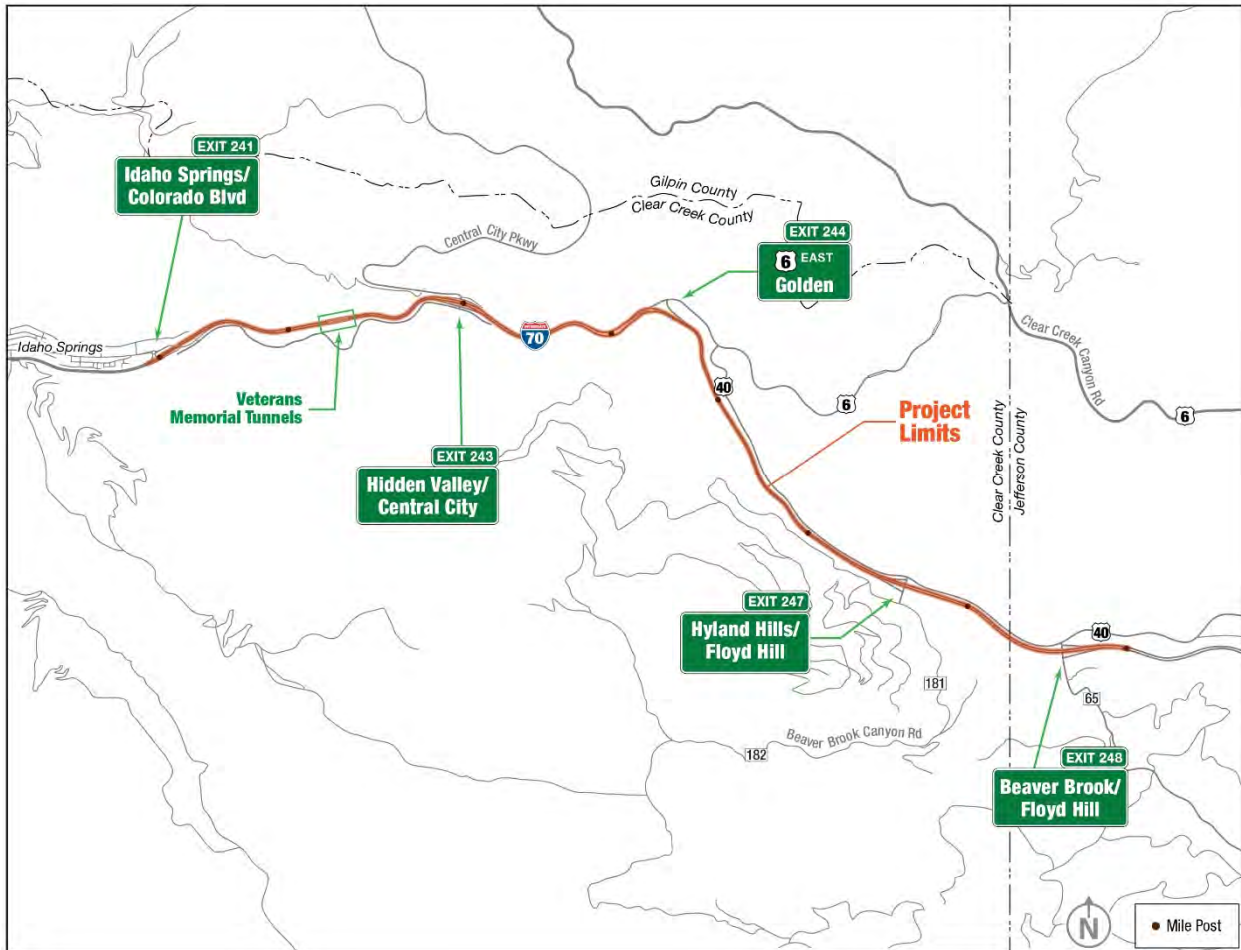 EXIT 241
Idaho Springs/
Colorado Blvd
Gilpin County
Clear Creek County
Central City Pkwy
EXIT 244
6 EAST
Golden
Idaho Springs
INTERSTATE
70
Clear Creek Canyon Rd
6
Veterans
Memorial Tunnels
40
6
Project
Limits
EXIT 243
Hidden Valley/
Central City
Clear Creek County
Jefferson County
EXIT 247
Hyland Hills/
Floyd Hill
40
181
65
Beaver Brook Canyon Rd
182
EXIT 248
Beaver Brook/
Floyd Hill
N
Mile Post